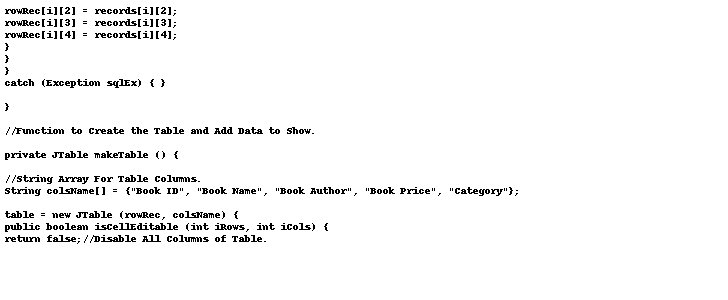 rowRec[i][2] = records[i][2];
rowRec[i][3] = records[i][3];
rowRec[i][4] = records[i][4];
}
}
}
catch (Exception sqlEx) { }
}
//Function to Create the Table and Add Data to Show.
private JTable makeTable () {
//String Array For Table Columns.
String colsName[] = {"Book ID", "Book Name", "Book Author", "Book Price", "Category"};
table = new JTable (rowRec, colsName) {
public boolean isCellEditable (int iRows, int iCols) {
return false;//Disable All Columns of Table.